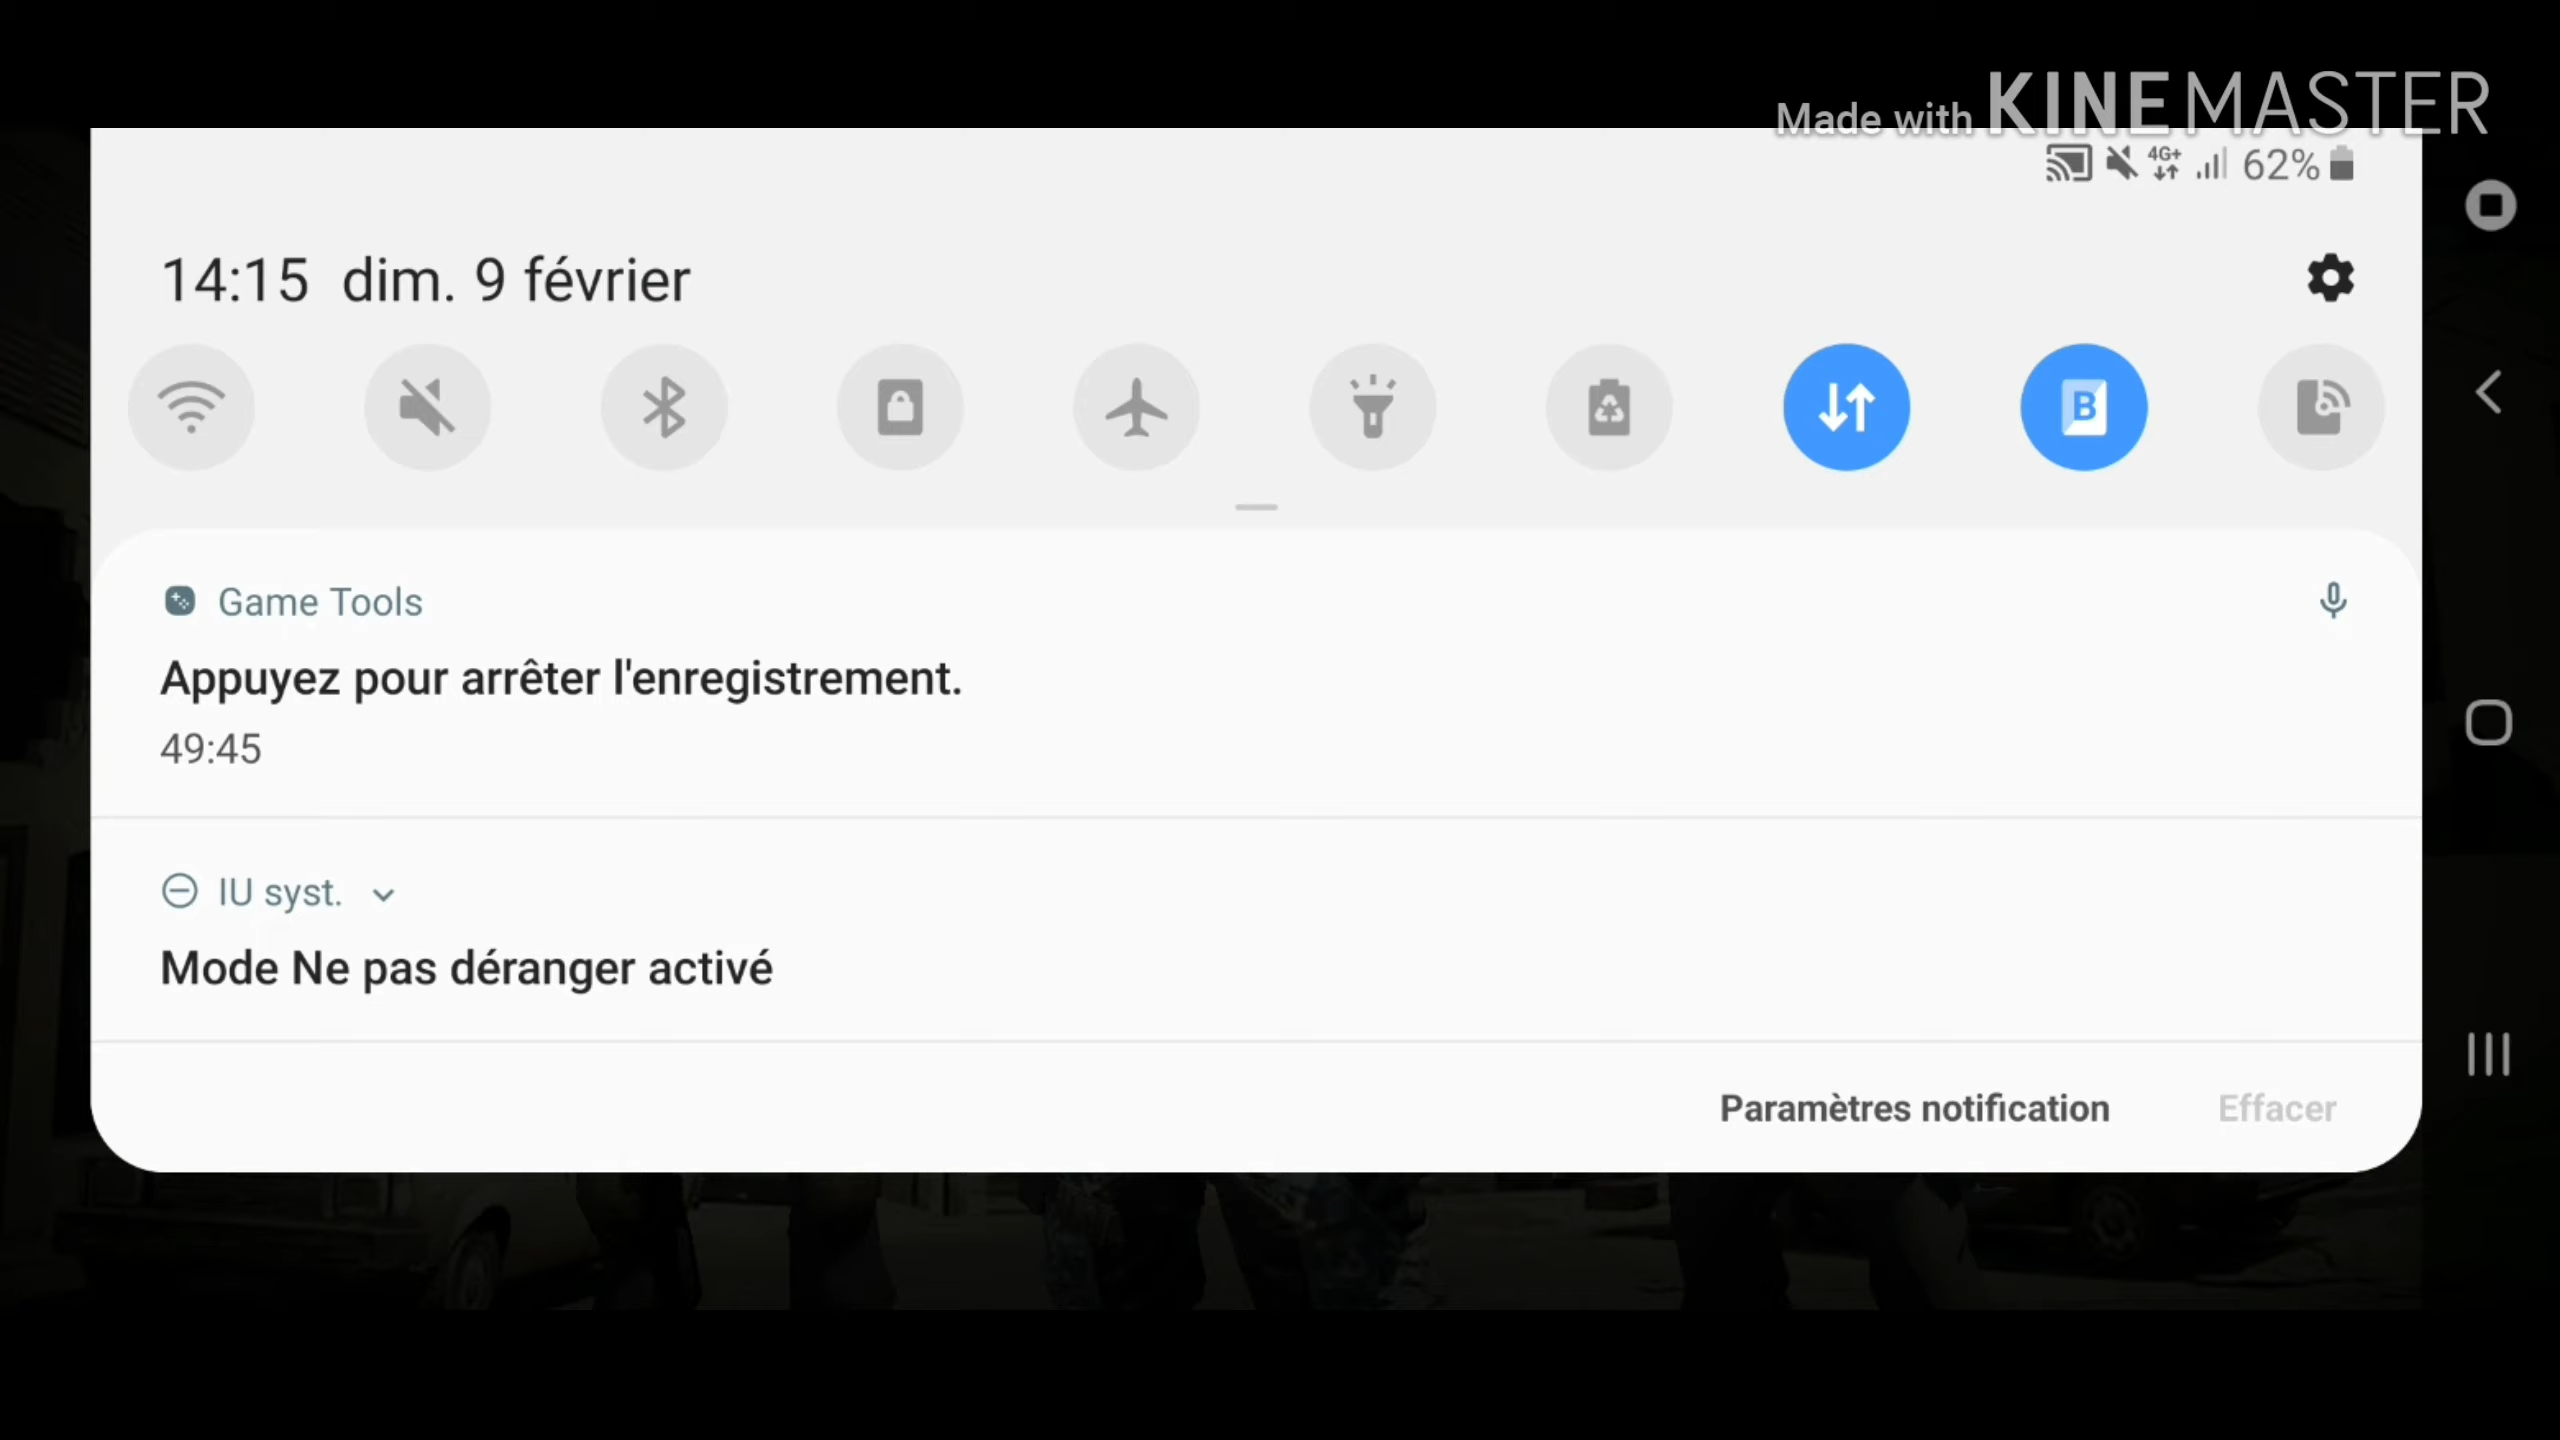 Made with KINEMASTER
4G+ 62%
14:15 dim. 9 février
B
Game Tools
Appuyez pour arrêter l'enregistrement.
49:45
IU syst.
Mode Ne pas déranger activé
Paramètres notification Effacer